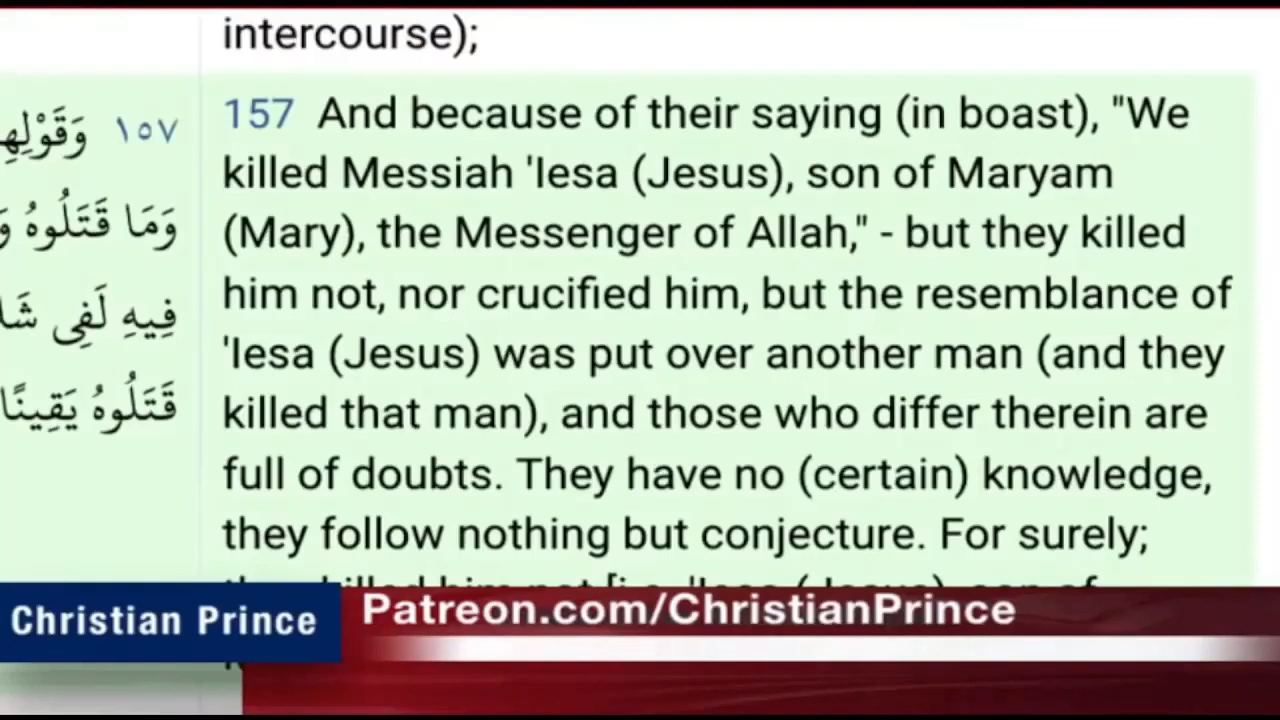 intercourse);
157 And because of their saying (in boast), "We
killed Messiah 'Iesa (Jesus), son of Maryam
(Mary), the Messenger of Allah," - but they killed
him not, nor crucified him, but the resemblance of
'Iesa (Jesus) was put over another man (and they
killed that man), and those who differ therein are
full of doubts. They have no (certain) knowledge,
they follow nothing but conjecture. For surely;
١٥٧ وَقَوْلِهِ
وَمَا قَتَلُوهُ وَ
فِيهِ لَفِى شَ
قَتَلُوهُ يَقِينًا
Christian Prince
Patreon.com/ChristianPrince